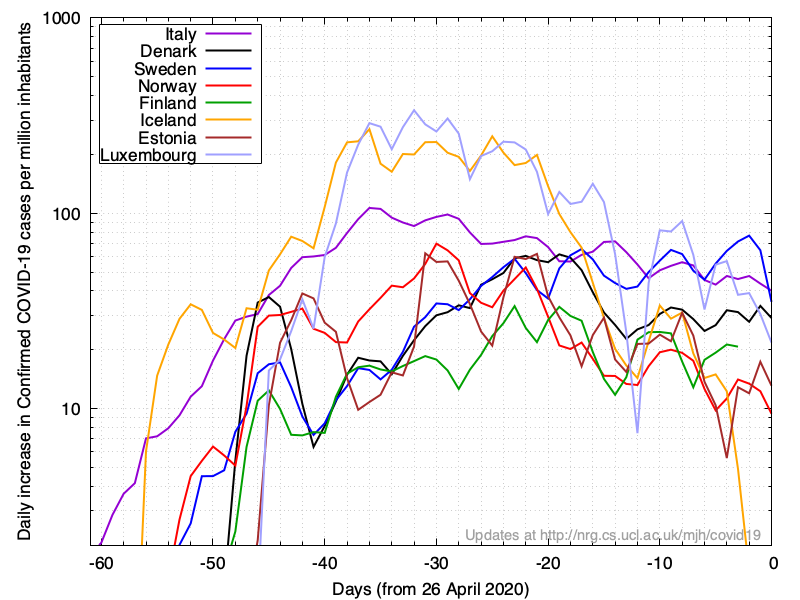 Daily increase in Confirmed COVID-19 cases per million inhabitants
1000
100
10
Italy
Denark
Sweden
Norway
Finland
Iceland
Estonia
Luxembourg
Updates at http://nrg.cs.ucl.ac.uk/mjh/covid19
-60 -50 -40 -30 -20 -10 0
Days (from 26 April 2020)